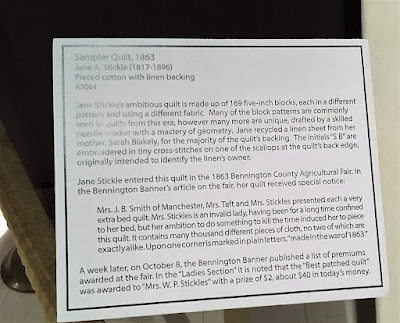 Sampler Quilt, 1863
Jane A. Stickle (1817-1896)
Pieced cotton with linen backing
A3064
Jane Stickle's ambitious quilt is made up of 169 five-inch blocks, each in a different
pattern and using a different fabric. Many of the block patterns are commonly
seen in quilts from this era, however many more are unique, drafted by a skilled
needle worker with a mastery of geometry. Jane recycled a linen sheet from her
mother, Sarah Blakely, for the majority of the quilt's backing. The initials "S B" are
embroidered in tiny cross-stitches on one of the scallops at the quilt's back edge,
originally intended to identify the linen's owner.
Jane Stickle entered this quilt in the 1863 Bennington County Agricultural Fair. In
the Bennington Banner's article on the fair, her quilt received special notice:
Mrs. J. B. Smith of Manchester, Mrs. Taft and Mrs. Stickles presented each a very
extra bed quilt. Mrs. Stickles is an invalid lady, having been for a long time confined
to her bed, but her ambition to do something to kill the time induced her to piece
this quilt. It contains many thousand different pieces of cloth, no two of which are
exactly alike. Upon one corner is marked in plain letters, "made in the war of 1863."
A week later, on October 8, the Bennington Banner published a list of premiums
awarded at the fair. In the "Ladies Section" it is noted that the "Best patched quilt"
was awarded to "Mrs. W. P. Stickles" with a prize of $2, about $40 in today's money.